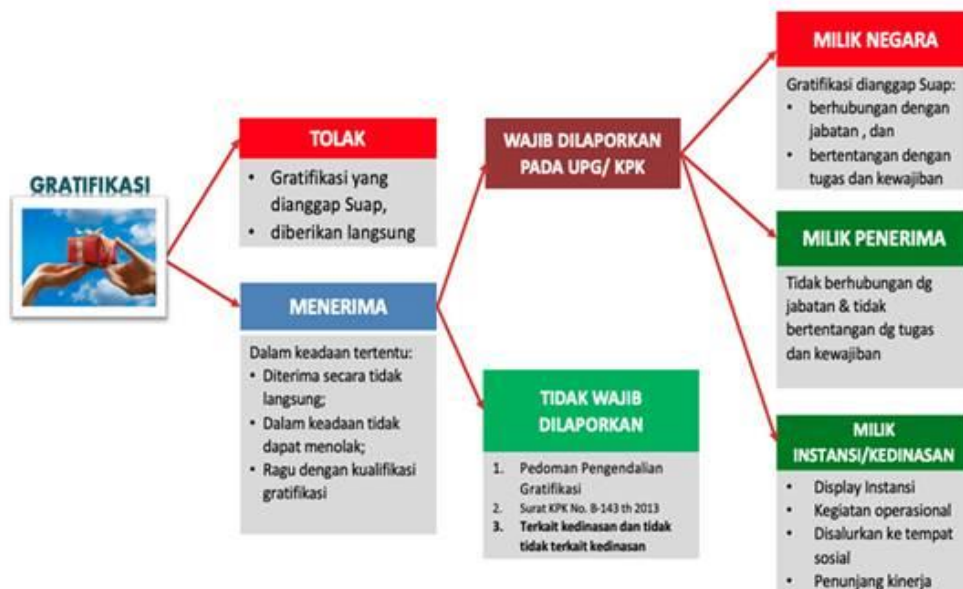 GRATIFIKASI
TOLAK
• Gratifikasi yang
dianggap Suap,
• diberikan langsung
MENERIMA
Dalam keadaan tertentu:
• Diterima secara tidak
langsung;
• Dalam keadaan tidak
dapat menolak;
• Ragu dengan kualifikasi
gratifikasi
WAJIB DILAPORKAN
PADA UPG/ KPK
TIDAK WAJIB
DILAPORKAN
1. Pedoman Pengendalian
Gratifikasi
2. Surat KPK No. B-143 th 2013
3. Terkait kedinasan dan tidak
tidak terkait kedinasan
MILIK NEGARA
Gratifikasi dianggap Suap:
• berhubungan dengan
jabatan , dan
• bertentangan dengan
tugas dan kewajiban
MILIK PENERIMA
Tidak berhubungan dg
jabatan & tidak
bertentangan dg tugas
dan kewajiban
MILIK
INSTANSI/KEDINASAN
• Display Instansi
• Kegiatan operasional
• Disalurkan ke tempat
sosial
• Penunjang kinerja